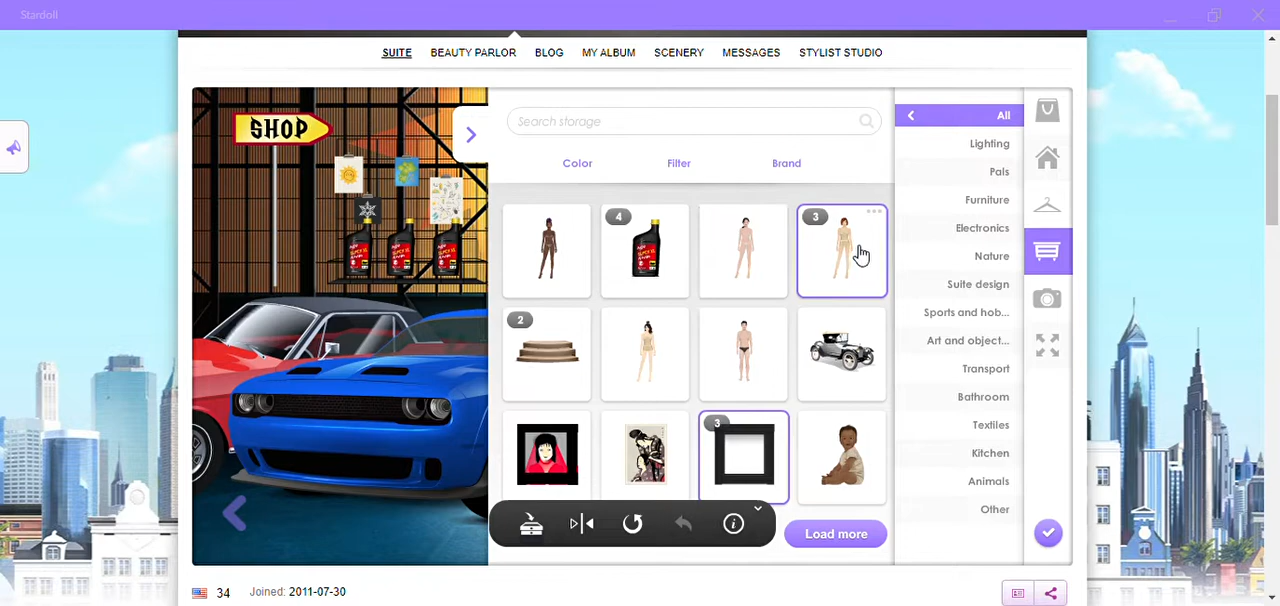 Stardoll
SUITE BEAUTY PARLOR BLOG MY ALBUM SCENERY MESSAGES STYLIST STUDIO
SHOP
Search storage
Color Filter Brand
All
Lighting
Pals
Furniture
Electronics
Nature
Suite design
Sports and hob...
Art and object...
Transport
Bathroom
Textiles
Kitchen
Animals
Other
4
3
2
3
Load more
34 Joined: 2011-07-30